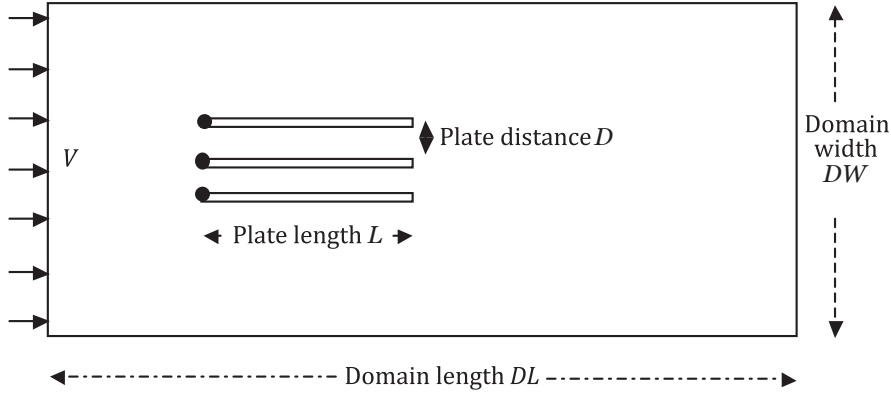 V
Plate distance D
Plate length L
Domain
width
DW
Domain length DL